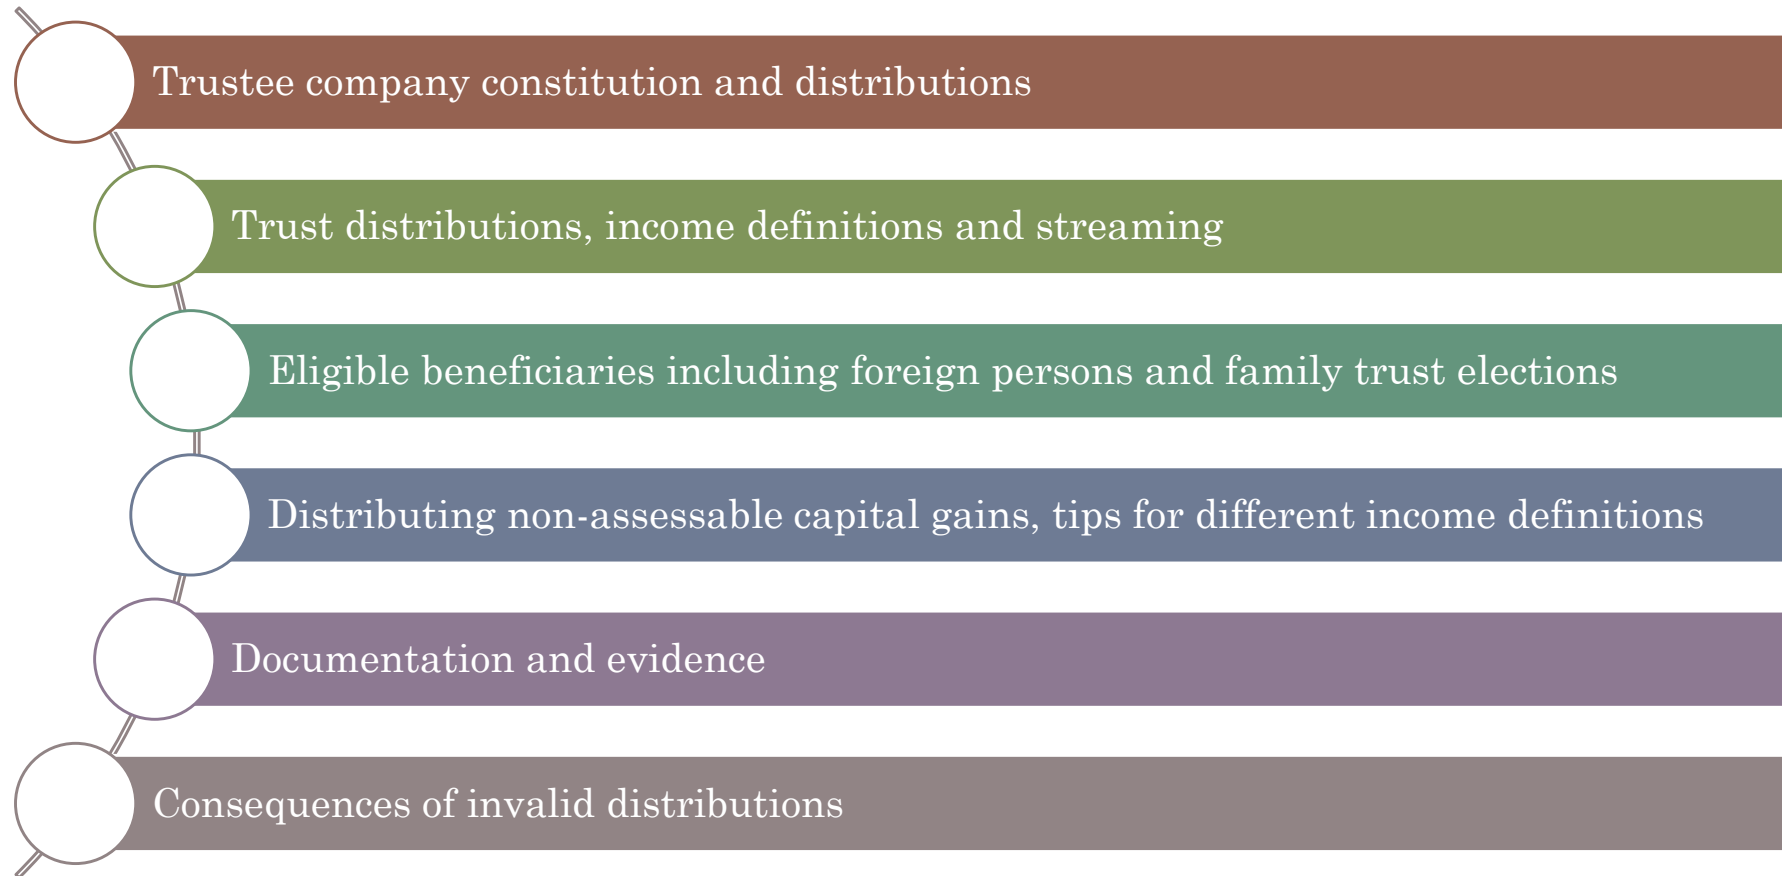 Trustee company constitution and distributions
Trust distributions, income definitions and streaming
Eligible beneficiaries including foreign persons and family trust elections
Distributing non-assessable capital gains, tips for different income definitions
Documentation and evidence
Consequences of invalid distributions